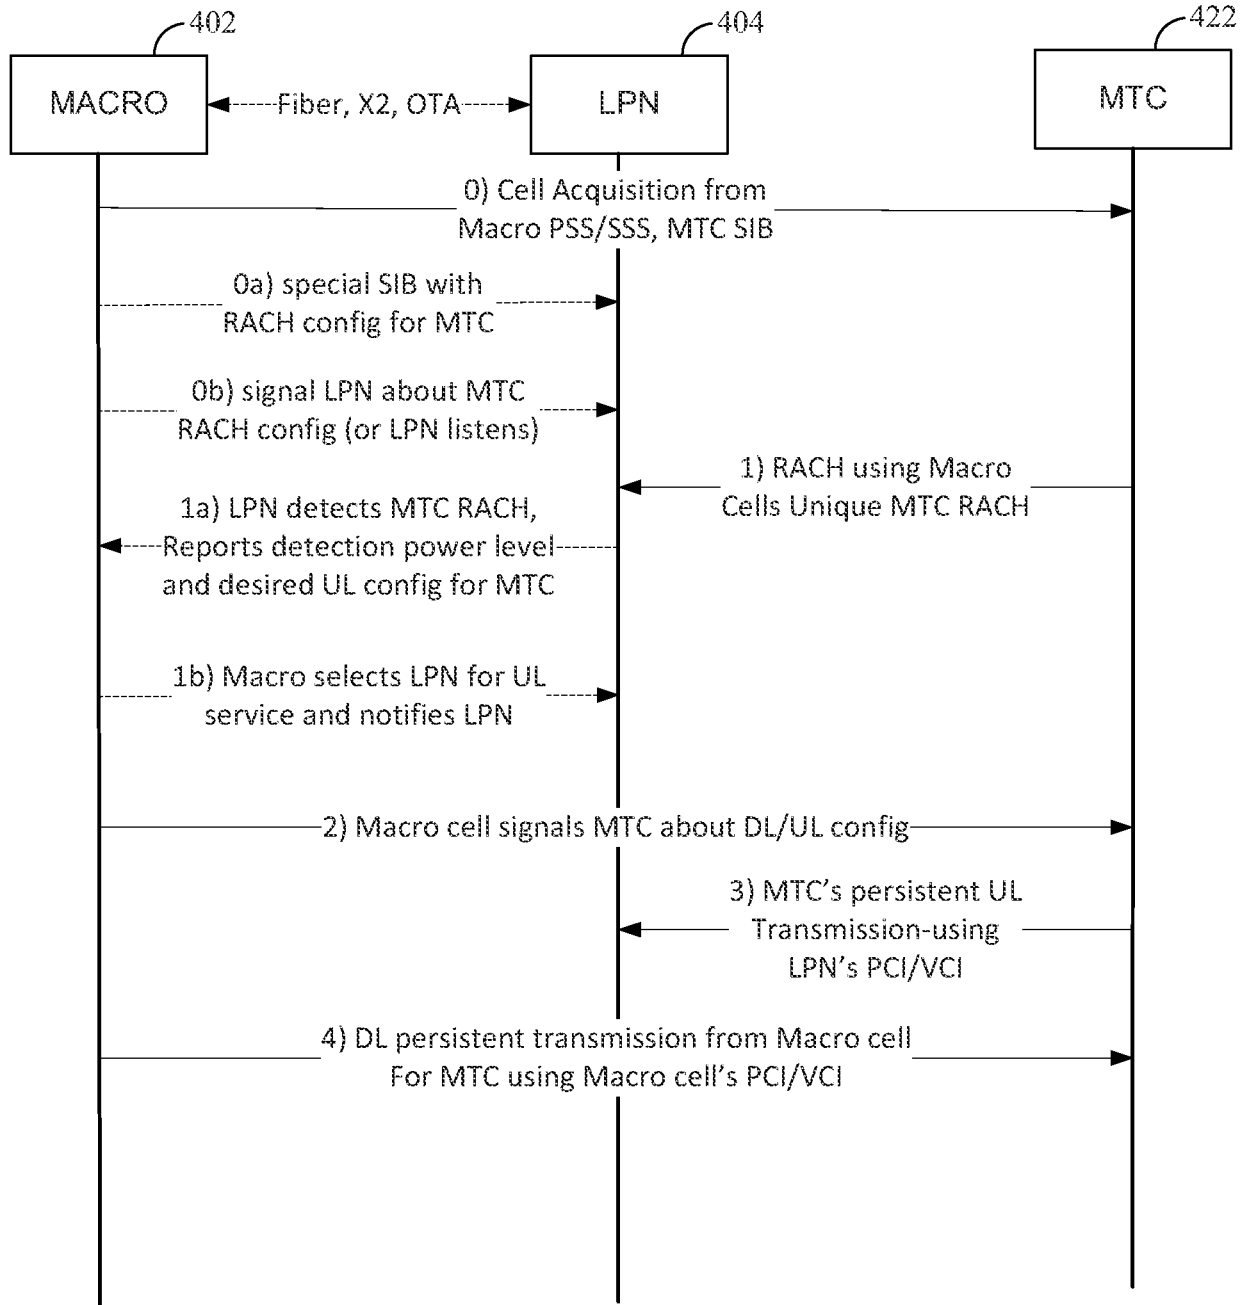 402
404
422
MACRO
Fiber, X2, OTA
LPN
MTC
0) Cell Acquisition from
Macro PSS/SSS, MTC SIB
0a) special SIB with
RACH config for MTC
0b) signal LPN about MTC
RACH config (or LPN listens)
1) RACH using Macro
Cells Unique MTC RACH
1a) LPN detects MTC RACH,
Reports detection power level
and desired UL config for MTC
1b) Macro selects LPN for UL
service and notifies LPN
2) Macro cell signals MTC about DL/UL config
3) MTC's persistent UL
Transmission-using
LPN's PCI/VCI
4) DL persistent transmission from Macro cell
For MTC using Macro cell's PCI/VCI